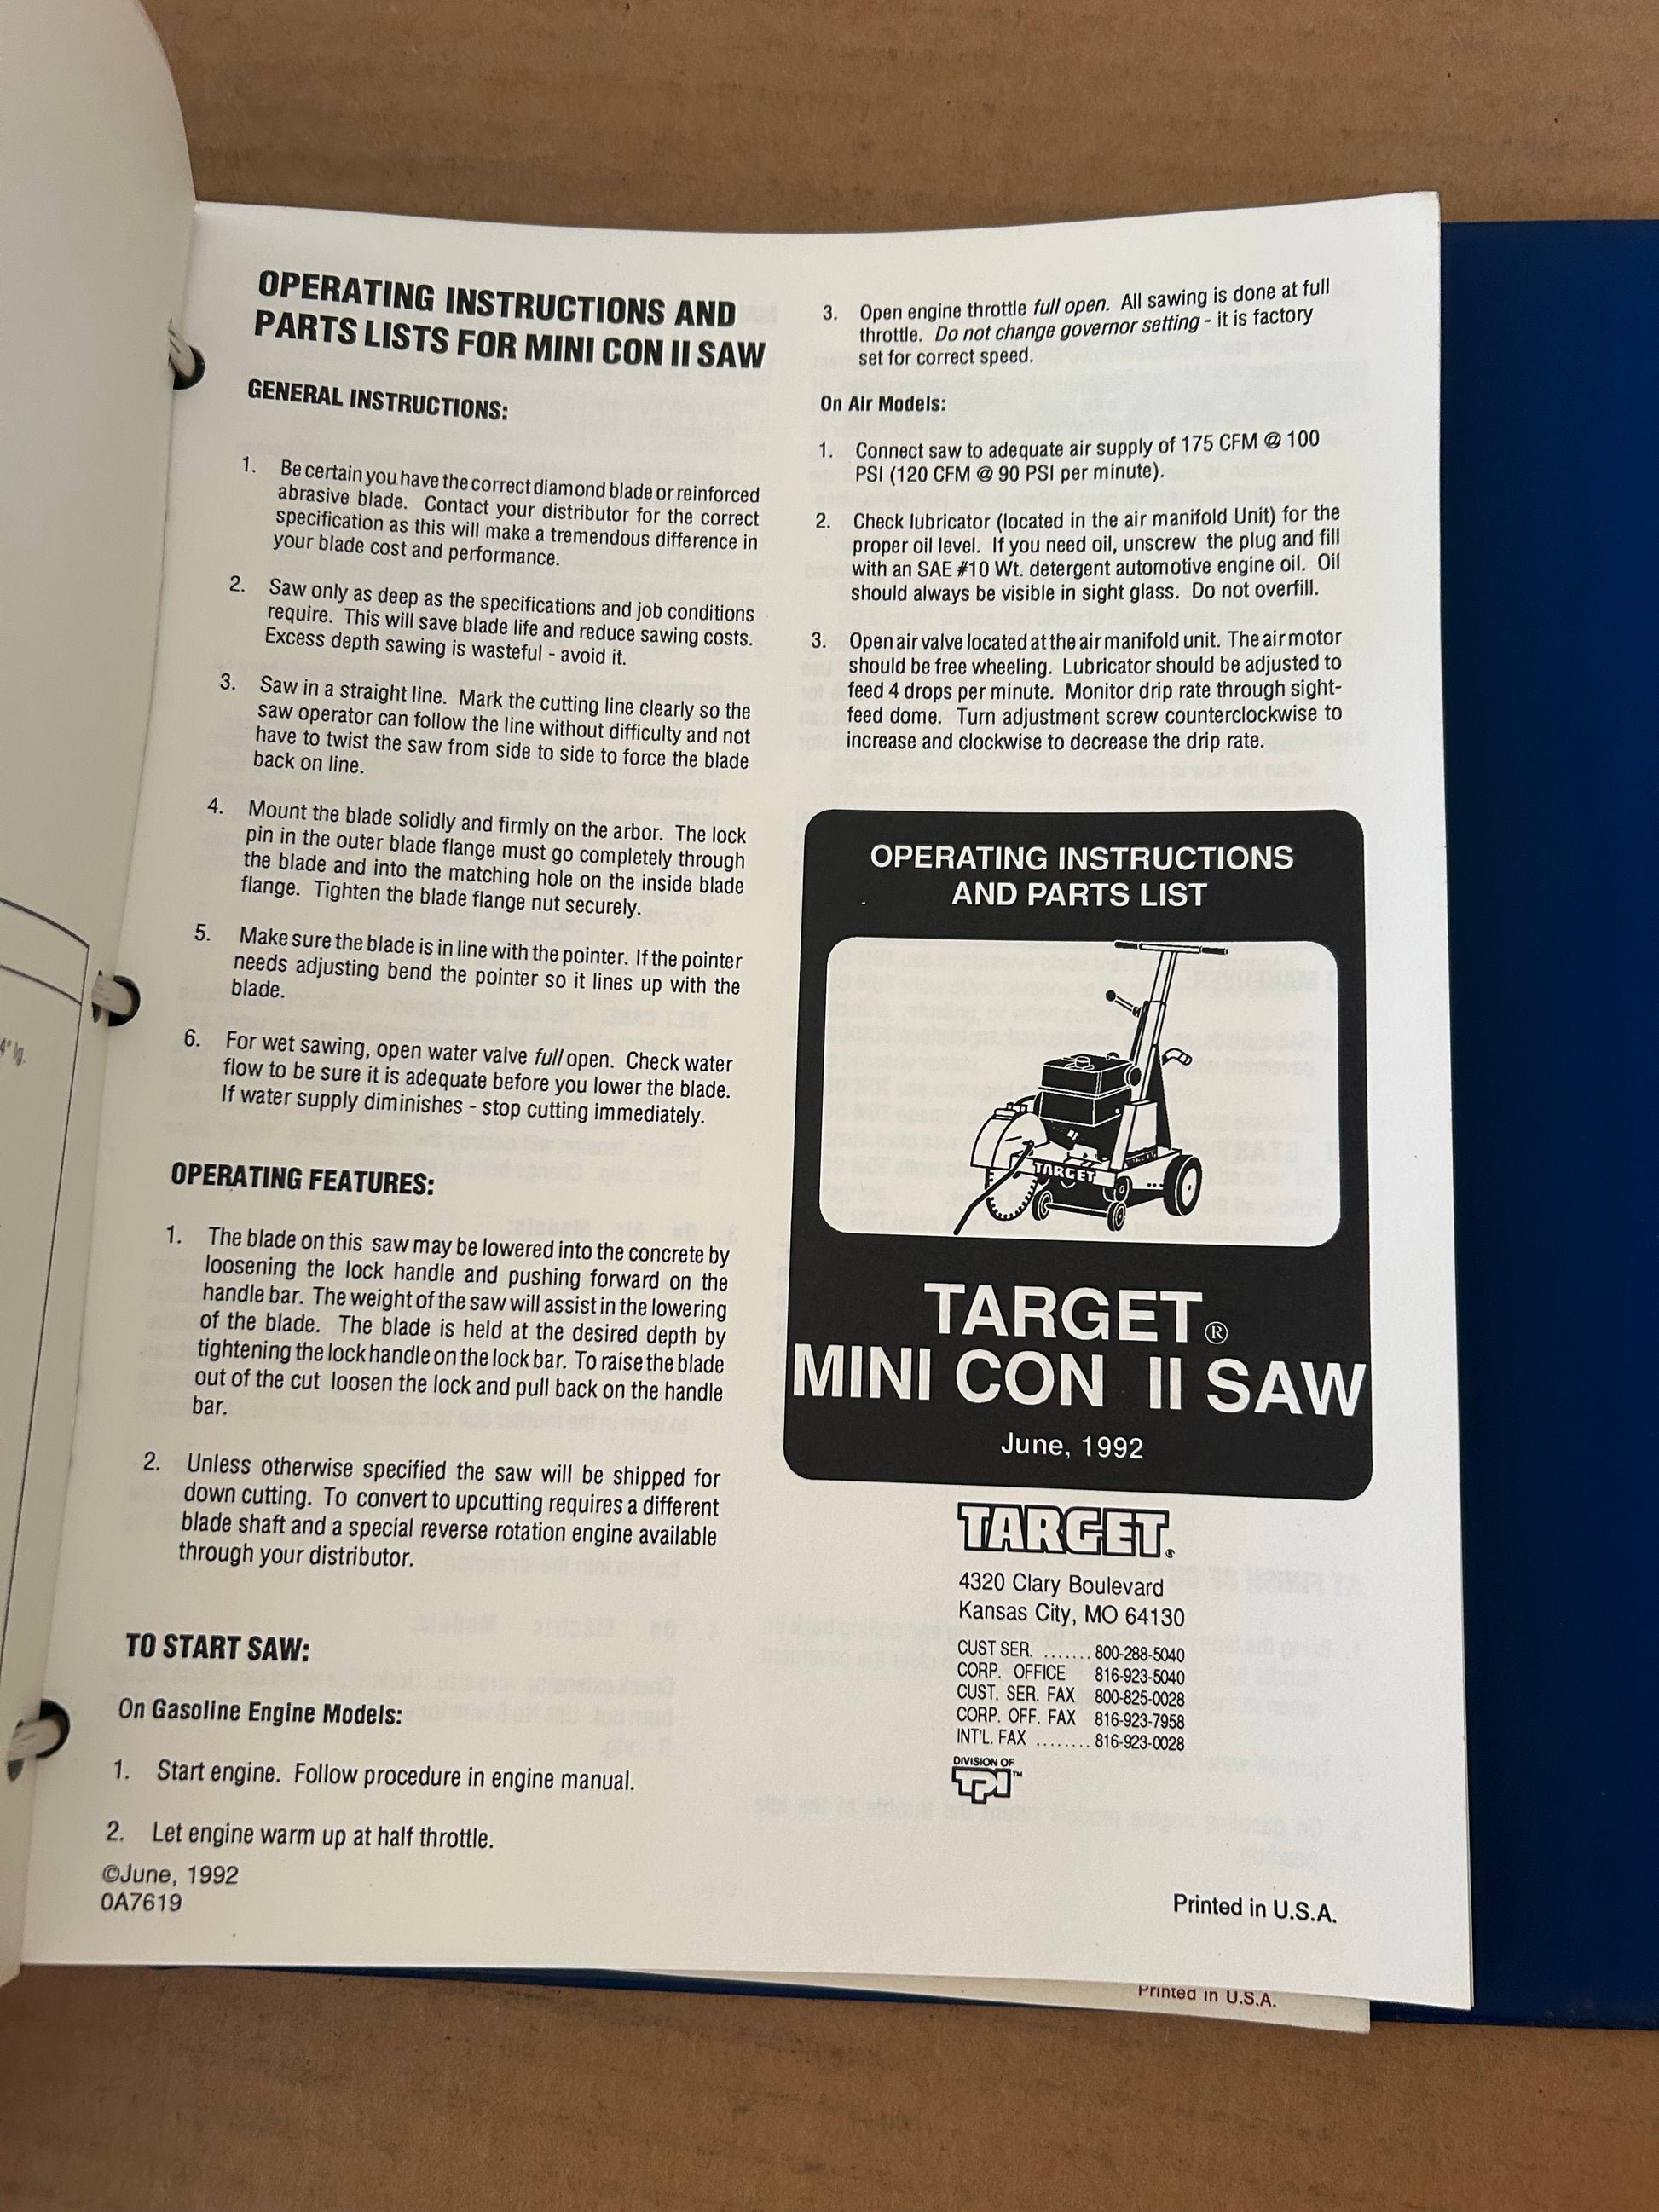 OPERATING INSTRUCTIONS AND
PARTS LISTS FOR MINI CON II SAW
GENERAL INSTRUCTIONS:
1. Be certain you have the correct diamond blade or reinforced
abrasive blade. Contact your distributor for the correct
specification as this will make a tremendous difference in
your blade cost and performance.
2. Saw only as deep as the specifications and job conditions
require. This will save blade life and reduce sawing costs.
Excess depth sawing is wasteful - avoid it.
3. Saw in a straight line. Mark the cutting line clearly so the
saw operator can follow the line without difficulty and not
have to twist the saw from side to side to force the blade
back on line.
4. Mount the blade solidly and firmly on the arbor. The lock
pin in the outer blade flange must go completely through
the blade and into the matching hole on the inside blade
flange. Tighten the blade flange nut securely.
5. Make sure the blade is in line with the pointer. If the pointer
needs adjusting bend the pointer so it lines up with the
blade.
6. For wet sawing, open water valve full open. Check water
flow to be sure it is adequate before you lower the blade.
If water supply diminishes - stop cutting immediately.
OPERATING FEATURES:
1. The blade on this saw may be lowered into the concrete by
loosening the lock handle and pushing forward on the
handle bar. The weight of the saw will assist in the lowering
of the blade. The blade is held at the desired depth by
tightening the lock handle on the lock bar. To raise the blade
out of the cut loosen the lock and pull back on the handle
bar.
2. Unless otherwise specified the saw will be shipped for
down cutting. To convert to upcutting requires a different
blade shaft and a special reverse rotation engine available
through your distributor.
TO START SAW:
On Gasoline Engine Models:
1. Start engine. Follow procedure in engine manual.
2. Let engine warm up at half throttle.
©June, 1992
0A7619
3. Open engine throttle full open. All sawing is done at full
throttle. Do not change governor setting - it is factory
set for correct speed.
On Air Models:
1. Connect saw to adequate air supply of 175 CFM @ 100
PSI (120 CFM @ 90 PSI per minute).
2. Check lubricator (located in the air manifold Unit) for the
proper oil level. If you need oil, unscrew the plug and fill
with an SAE #10 Wt. detergent automotive engine oil. Oil
should always be visible in sight glass. Do not overfill.
3. Open air valve located at the air manifold unit. The air motor
should be free wheeling. Lubricator should be adjusted to
feed 4 drops per minute. Monitor drip rate through sight-
feed dome. Turn adjustment screw counterclockwise to
increase and clockwise to decrease the drip rate.
OPERATING INSTRUCTIONS
AND PARTS LIST
TARGET
TARGET®
MINI CON II SAW
June, 1992
TARGET®
4320 Clary Boulevard
Kansas City, MO 64130
CUST SER. ....... 800-288-5040
CORP. OFFICE 816-923-5040
CUST. SER. FAX 800-825-0028
CORP. OFF. FAX 816-923-7958
INT'L. FAX ........ 816-923-0028
DIVISION OF
TPI™
Printed in U.S.A.
Printed in U.S.A.
4" lg.